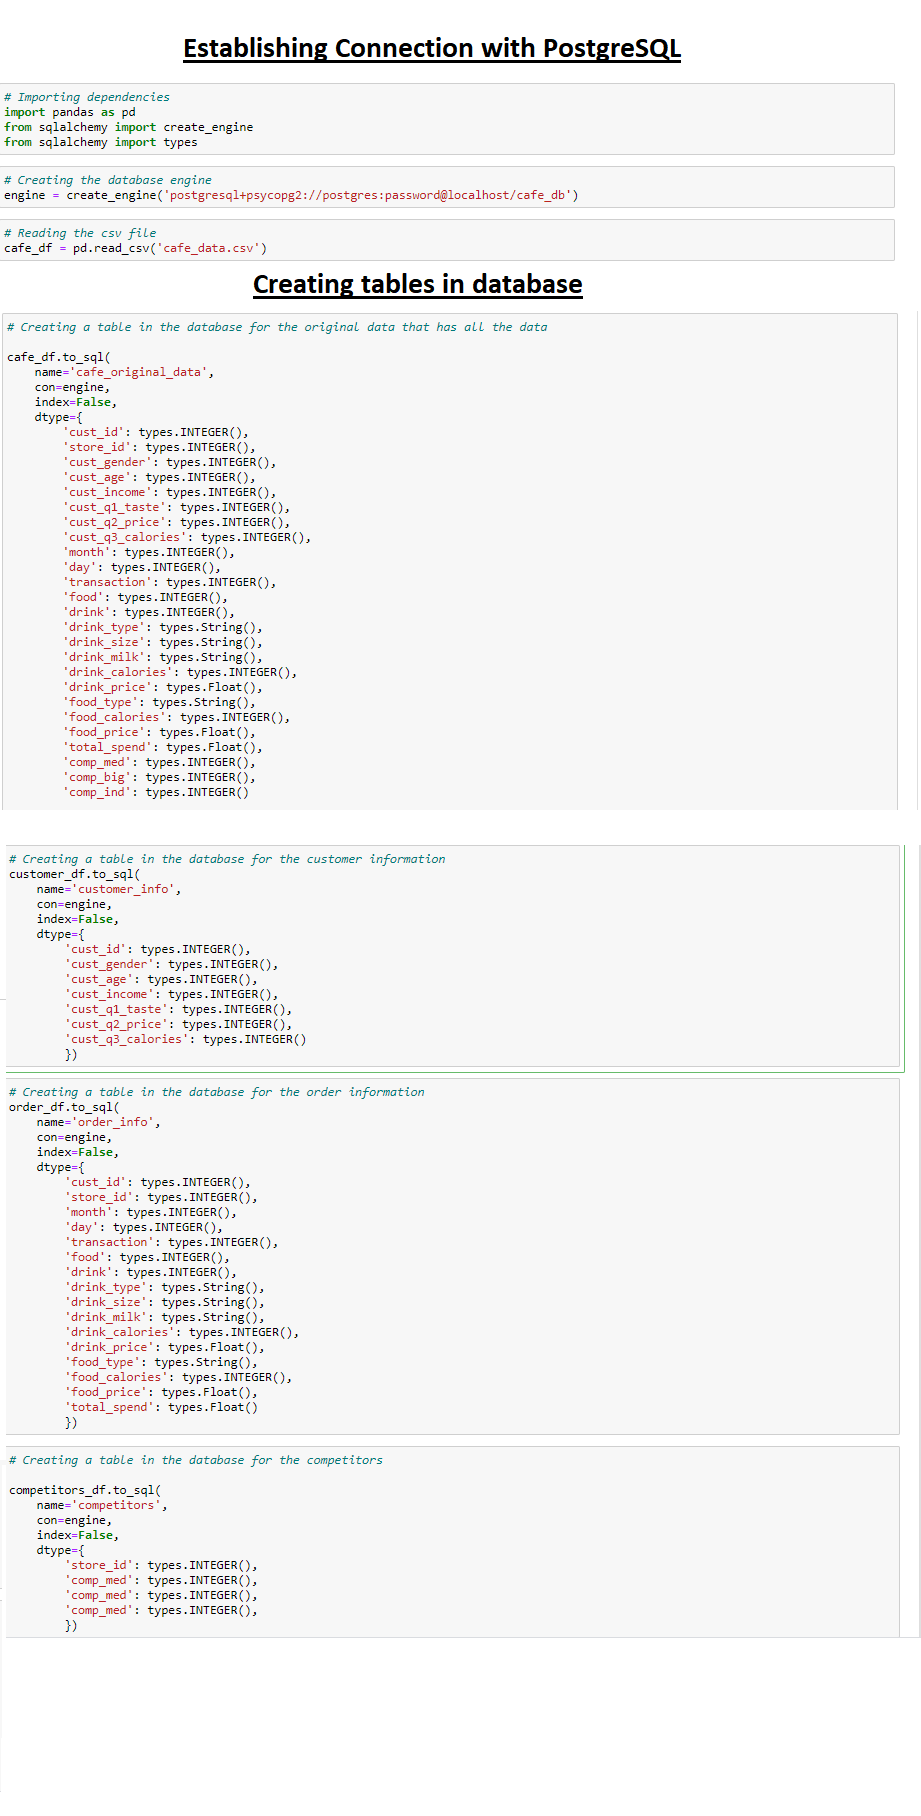 Establishing Connection with PostgreSQL
# Importing dependencies
import pandas as pd
from sqlalchemy import create_engine
from sqlalchemy import types
# Creating the database engine
engine = create_engine('postgresql+psycopg2://postgres:password@localhost/cafe_db')
# Reading the csv file
cafe_df = pd.read_csv('cafe_data.csv')
Creating tables in database
# Creating a table in the database for the original data that has all the data
cafe_df.to_sql(
    name='cafe_original_data',
    con=engine,
    index=False,
    dtype={
        'cust_id': types.INTEGER(),
        'store_id': types.INTEGER(),
        'cust_gender': types.INTEGER(),
        'cust_age': types.INTEGER(),
        'cust_income': types.INTEGER(),
        'cust_q1_taste': types.INTEGER(),
        'cust_q2_price': types.INTEGER(),
        'cust_q3_calories': types.INTEGER(),
        'month': types.INTEGER(),
        'day': types.INTEGER(),
        'transaction': types.INTEGER(),
        'food': types.INTEGER(),
        'drink': types.INTEGER(),
        'drink_type': types.String(),
        'drink_size': types.String(),
        'drink_milk': types.String(),
        'drink_calories': types.INTEGER(),
        'drink_price': types.Float(),
        'food_type': types.String(),
        'food_calories': types.INTEGER(),
        'food_price': types.Float(),
        'total_spend': types.Float(),
        'comp_med': types.INTEGER(),
        'comp_big': types.INTEGER(),
        'comp_ind': types.INTEGER()
# Creating a table in the database for the customer information
customer_df.to_sql(
    name='customer_info',
    con=engine,
    index=False,
    dtype={
        'cust_id': types.INTEGER(),
        'cust_gender': types.INTEGER(),
        'cust_age': types.INTEGER(),
        'cust_income': types.INTEGER(),
        'cust_q1_taste': types.INTEGER(),
        'cust_q2_price': types.INTEGER(),
        'cust_q3_calories': types.INTEGER()
        })
# Creating a table in the database for the order information
order_df.to_sql(
    name='order_info',
    con=engine,
    index=False,
    dtype={
        'cust_id': types.INTEGER(),
        'store_id': types.INTEGER(),
        'month': types.INTEGER(),
        'day': types.INTEGER(),
        'transaction': types.INTEGER(),
        'food': types.INTEGER(),
        'drink': types.INTEGER(),
        'drink_type': types.String(),
        'drink_size': types.String(),
        'drink_milk': types.String(),
        'drink_calories': types.INTEGER(),
        'drink_price': types.Float(),
        'food_type': types.String(),
        'food_calories': types.INTEGER(),
        'food_price': types.Float(),
        'total_spend': types.Float()
        })
# Creating a table in the database for the competitors
competitors_df.to_sql(
    name='competitors',
    con=engine,
    index=False,
    dtype={
        'store_id': types.INTEGER(),
        'comp_med': types.INTEGER(),
        'comp_med': types.INTEGER(),
        'comp_med': types.INTEGER(),
        })